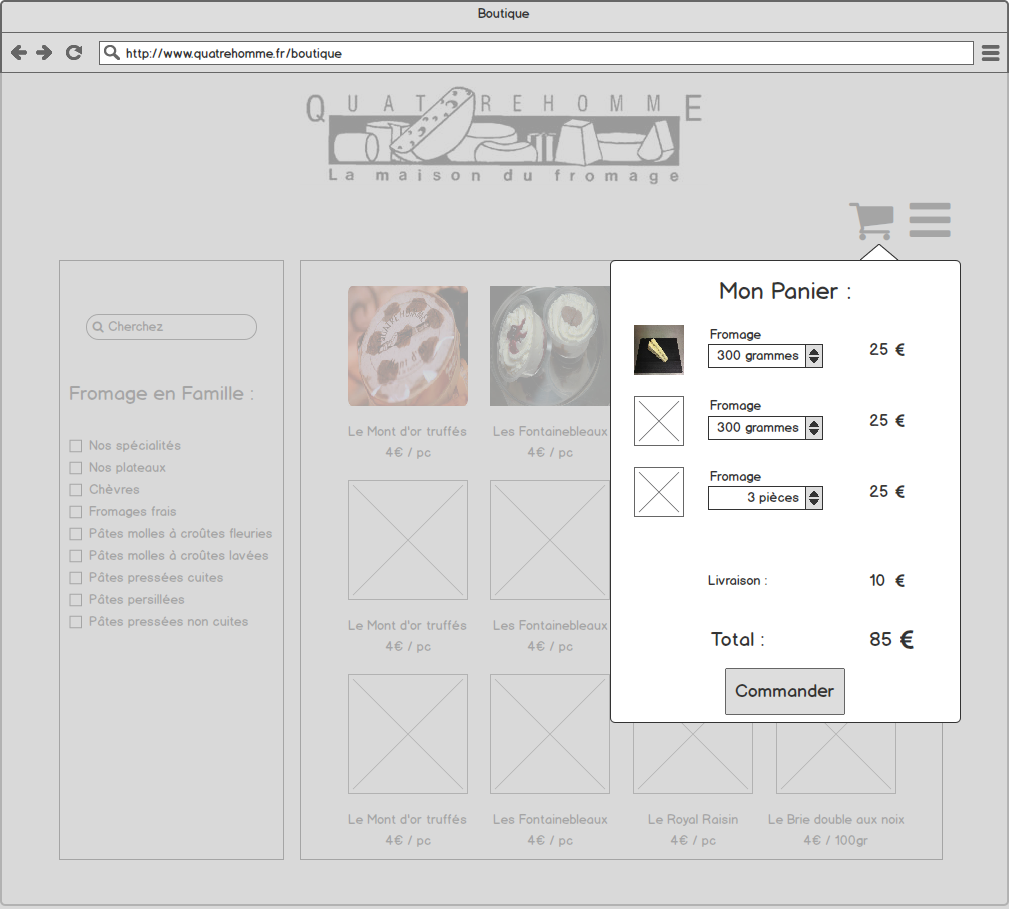 Boutique
http://www.quatrehomme.fr/boutique
QUATREHOMME
La maison du fromage
Cherchez
Fromage en Famille :
Nos spécialités
Nos plateaux
Chèvres
Fromages frais
Pâtes molles à croûtes fleuries
Pâtes molles à croûtes lavées
Pâtes pressées cuites
Pâtes persillées
Pâtes pressées non cuites
Le Mont d'or truffés
4€ / pc
Les Fontainebleaux
4€ / pc
Le Mont d'or truffés
4€ / pc
Les Fontainebleaux
4€ / pc
Le Mont d'or truffés
4€ / pc
Les Fontainebleaux
4€ / pc
Le Royal Raisin
4€ / pc
Le Brie double aux noix
4€ / 100gr
Mon Panier :
Fromage
300 grammes
25 €
Fromage
300 grammes
25 €
Fromage
3 pièces
25 €
Livraison :
10 €
Total :
85 €
Commander